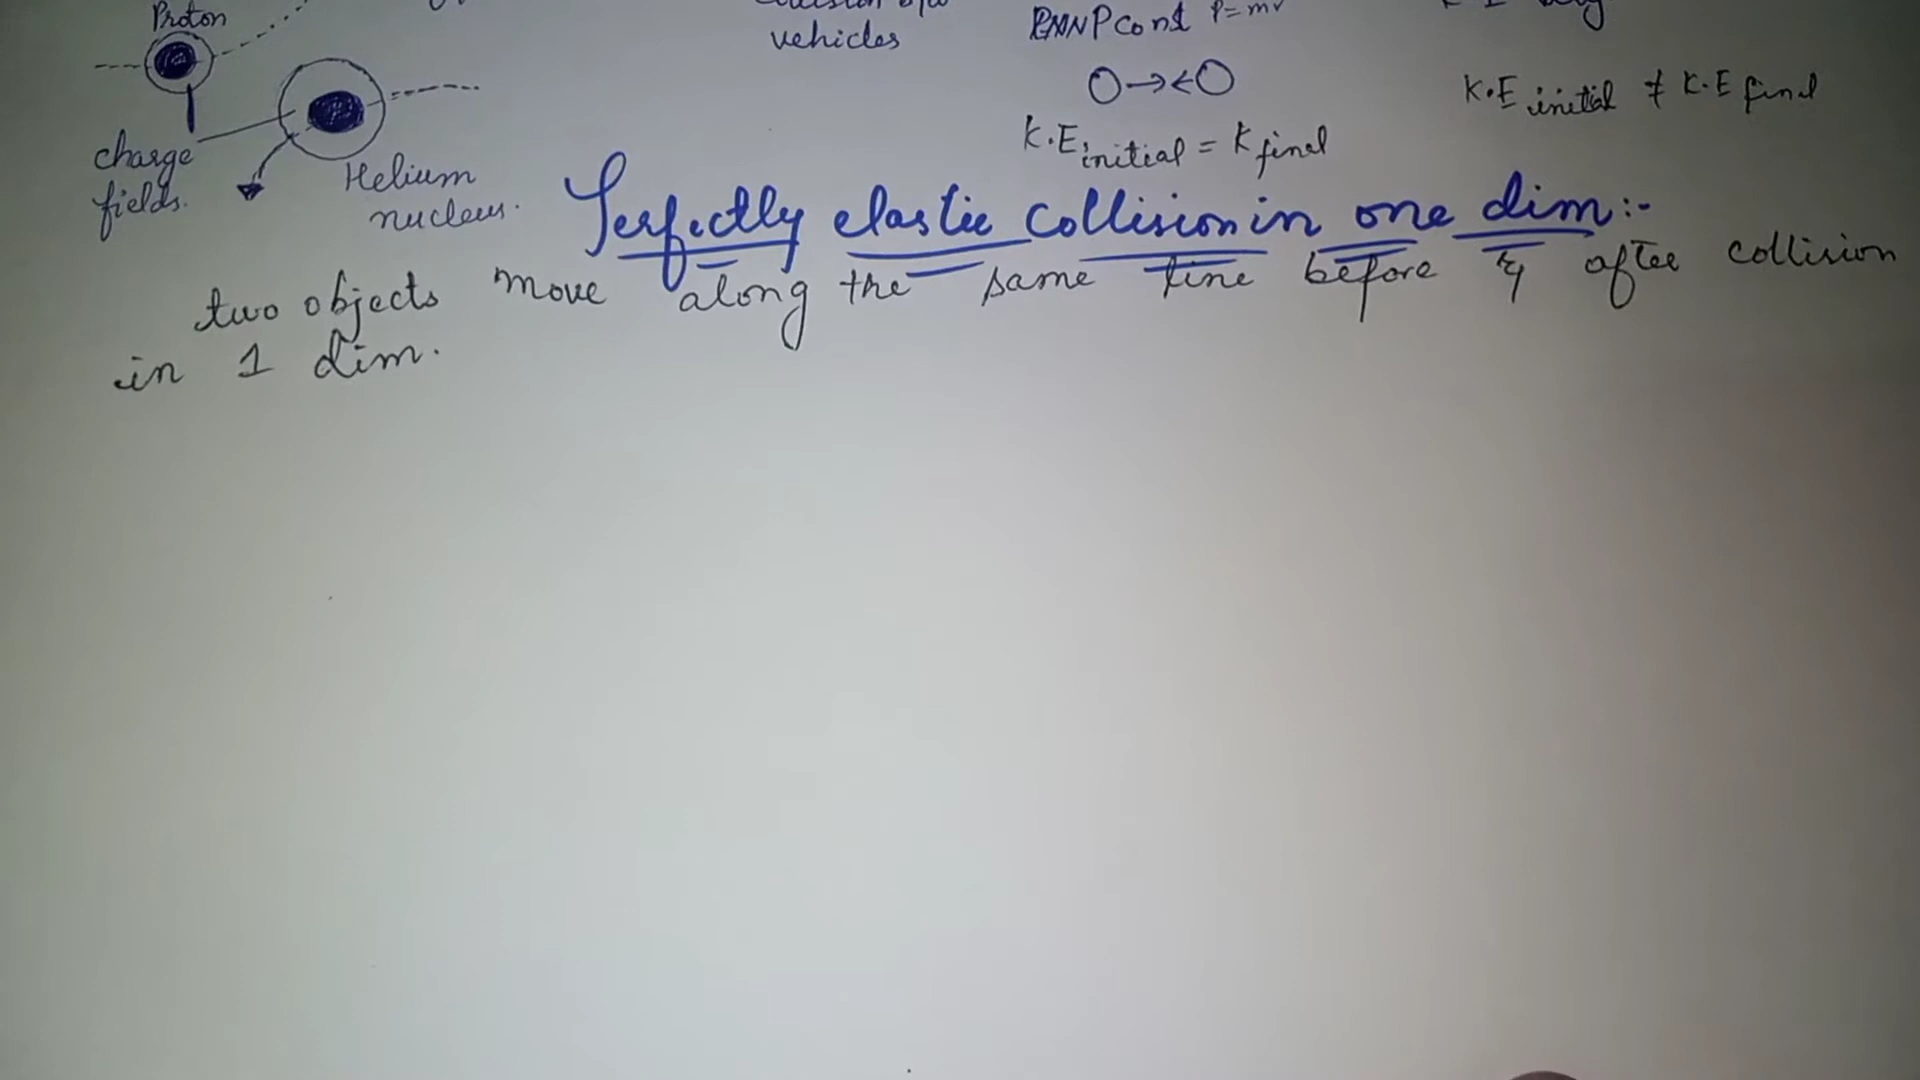 Proton
vehicles
P const P = mv
K.E initial ≠ K.E final
K.E initial = K final
charge
fields.
Helium
nucleus.
Perfectly elastic collision in one dim:-
two objects move along the same line before & after collision
in 1 dim.